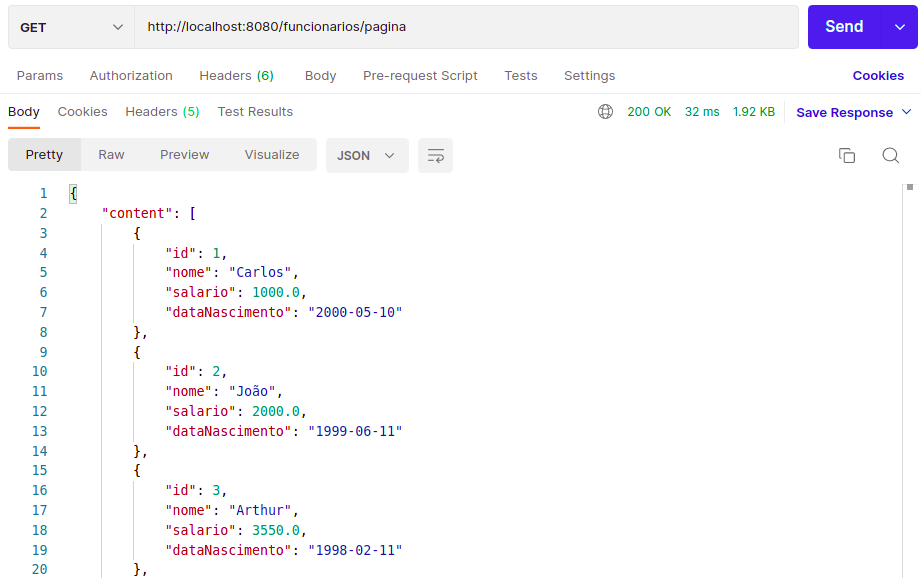 GET http://localhost:8080/funcionarios/pagina Send
Params Authorization Headers (6) Body Pre-request Script Tests Settings Cookies
Body Cookies Headers (5) Test Results 200 OK 32 ms 1.92 KB Save Response
Pretty Raw Preview Visualize JSON
1 {
2 "content": [
3 {
4 "id": 1,
5 "nome": "Carlos",
6 "salario": 1000.0,
7 "dataNascimento": "2000-05-10"
8 },
9 {
10 "id": 2,
11 "nome": "João",
12 "salario": 2000.0,
13 "dataNascimento": "1999-06-11"
14 },
15 {
16 "id": 3,
17 "nome": "Arthur",
18 "salario": 3550.0,
19 "dataNascimento": "1998-02-11"
20 },